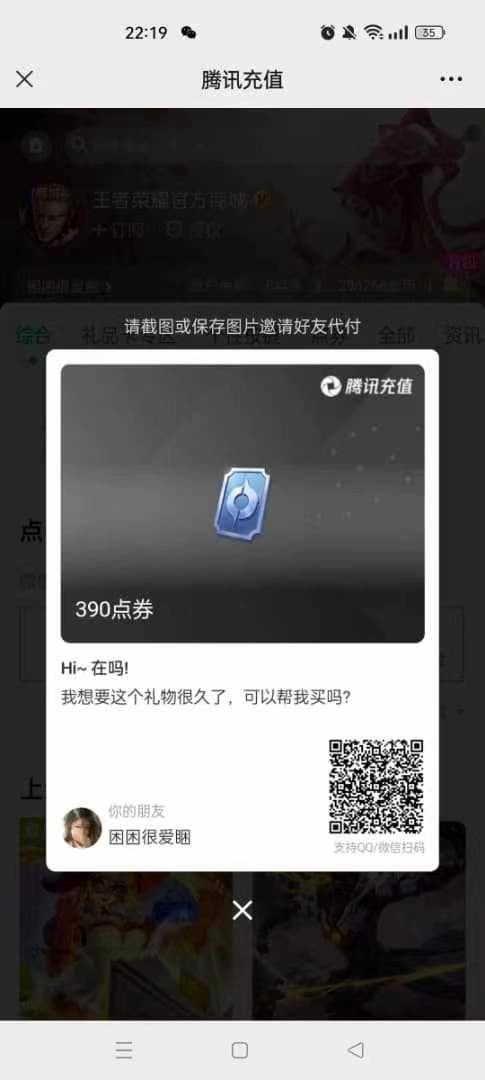 22:19
35
腾讯充值
王者荣耀官方商城
请截图或保存图片邀请好友代付
综合
全部
资讯
腾讯充值
390点券
Hi~ 在吗!
我想要这个礼物很久了，可以帮我买吗?
你的朋友
困困很爱睏
支持QQ/微信扫码
点
上